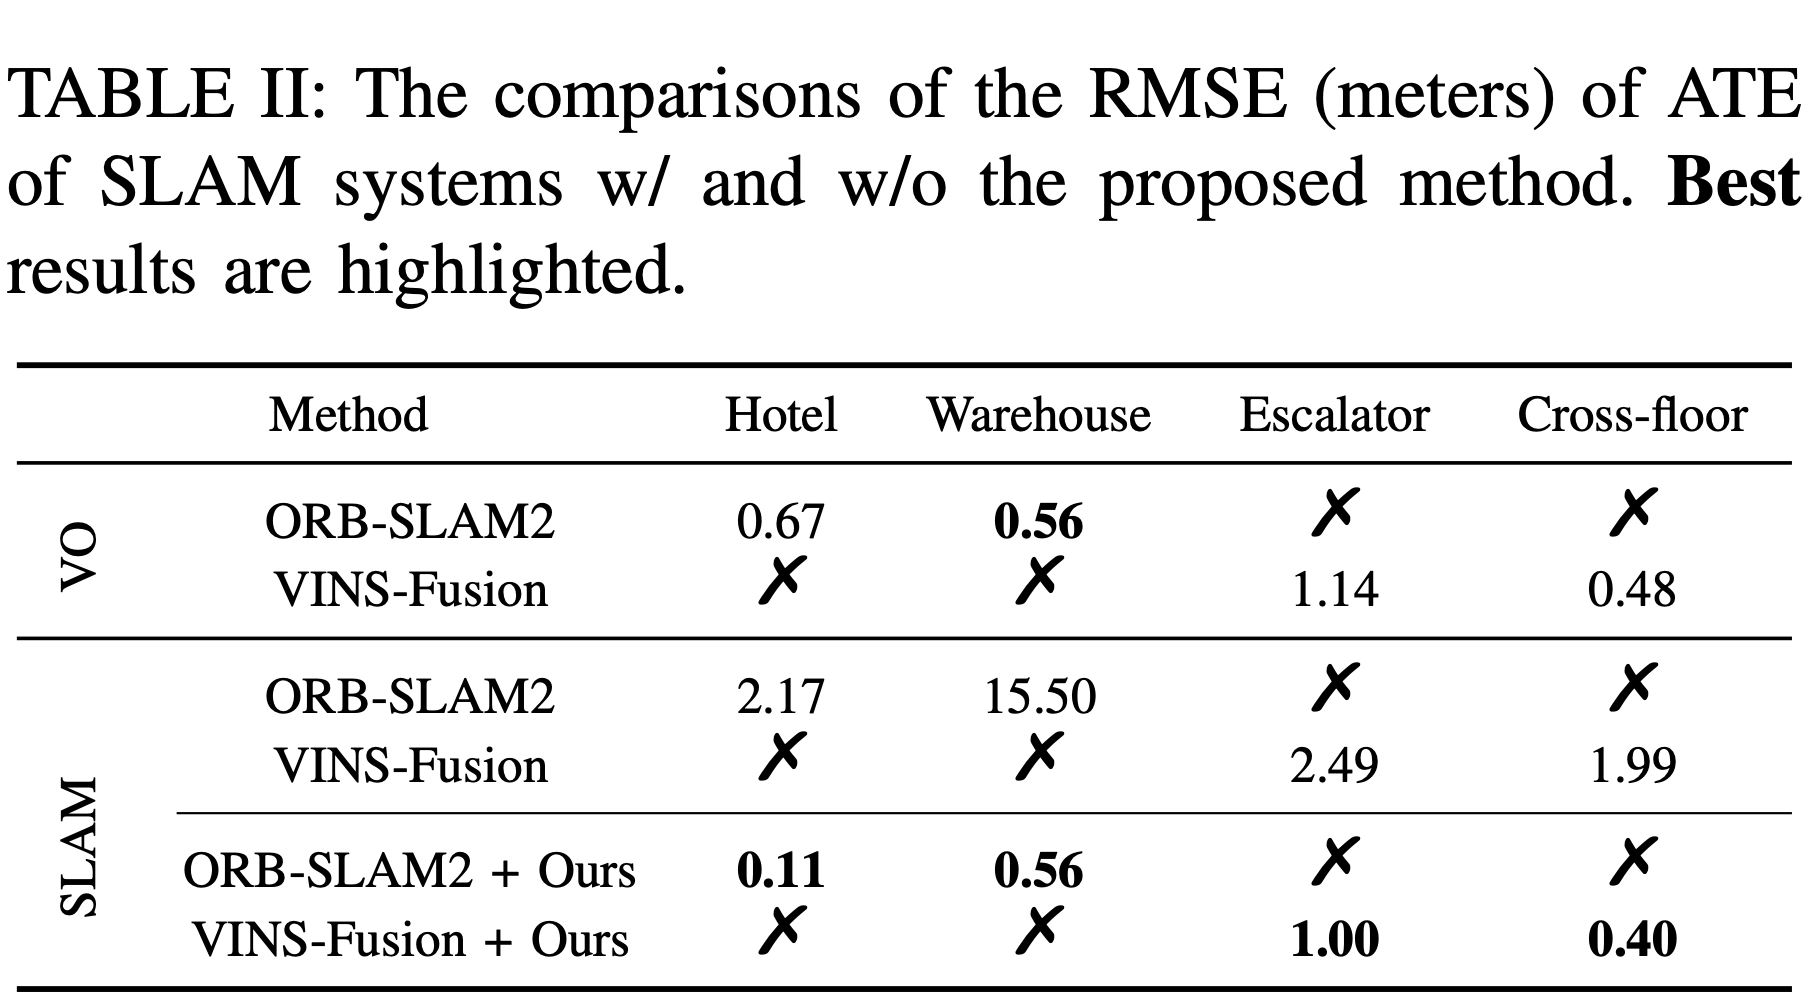 TABLE II: The comparisons of the RMSE (meters) of ATE
of SLAM systems w/ and w/o the proposed method. Best
results are highlighted.
Method Hotel Warehouse Escalator Cross-floor
VO
ORB-SLAM2 0.67 0.56 ✗ ✗
VINS-Fusion ✗ ✗ 1.14 0.48
SLAM
ORB-SLAM2 2.17 15.50 ✗ ✗
VINS-Fusion ✗ ✗ 2.49 1.99
ORB-SLAM2 + Ours 0.11 0.56 ✗ ✗
VINS-Fusion + Ours ✗ ✗ 1.00 0.40